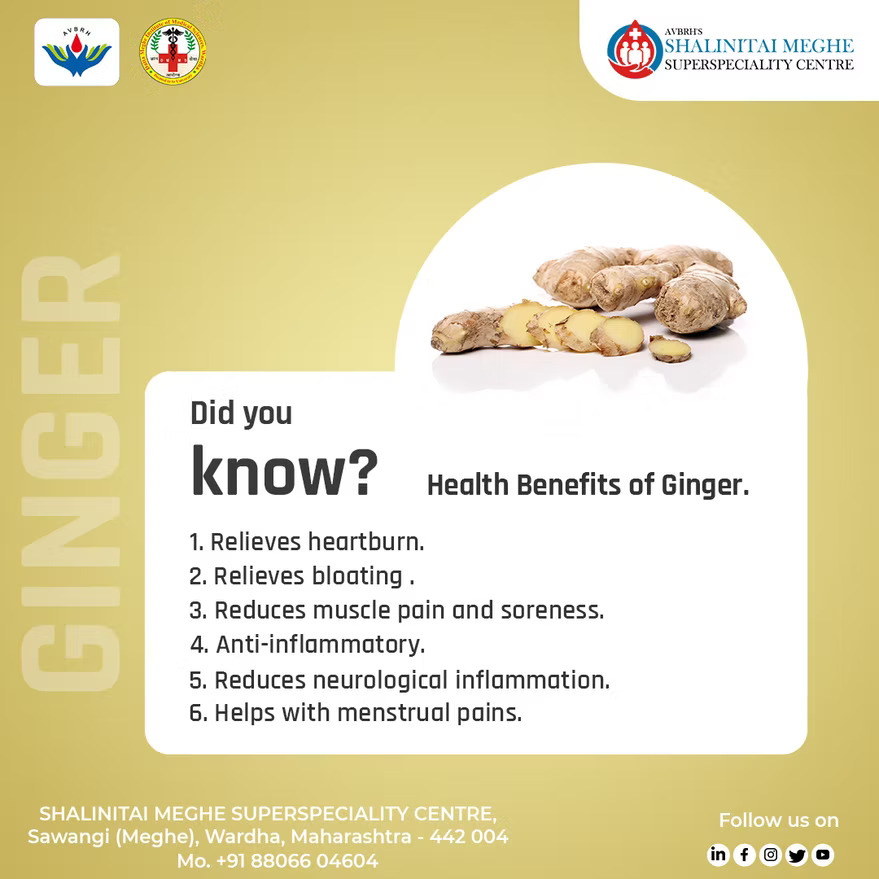 AVBRH
AVBRH'S
SHALINITAI MEGHE
SUPERSPECIALITY CENTRE
GINGER
Did you
know?
Health Benefits of Ginger.
1. Relieves heartburn.
2. Relieves bloating .
3. Reduces muscle pain and soreness.
4. Anti-inflammatory.
5. Reduces neurological inflammation.
6. Helps with menstrual pains.
SHALINITAI MEGHE SUPERSPECIALITY CENTRE,
Sawangi (Meghe), Wardha, Maharashtra - 442 004
Mo. +91 88066 04604
Follow us on